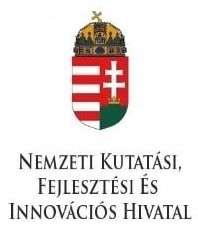 Nemzeti Kutatási,
Fejlesztési És
Innovációs Hivatal